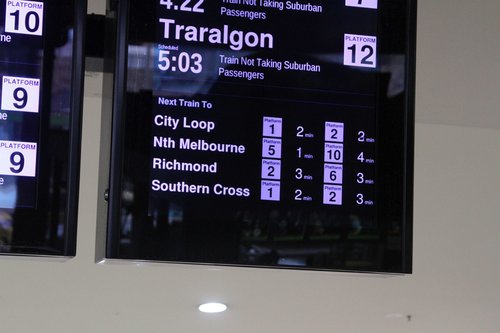 PLATFORM
10
ne
PLATFORM
9
PLATFORM
9
ne
4:22
Train Not Taking Suburban
Passengers
Traralgon
PLATFORM
12
Scheduled
5:03
Train Not Taking Suburban
Passengers
Next Train To
City Loop Platform 1 2 min Platform 2 2 min
Nth Melbourne Platform 5 1 min Platform 10 4 min
Richmond Platform 2 3 min Platform 6 3 min
Southern Cross Platform 1 2 min Platform 2 3 min